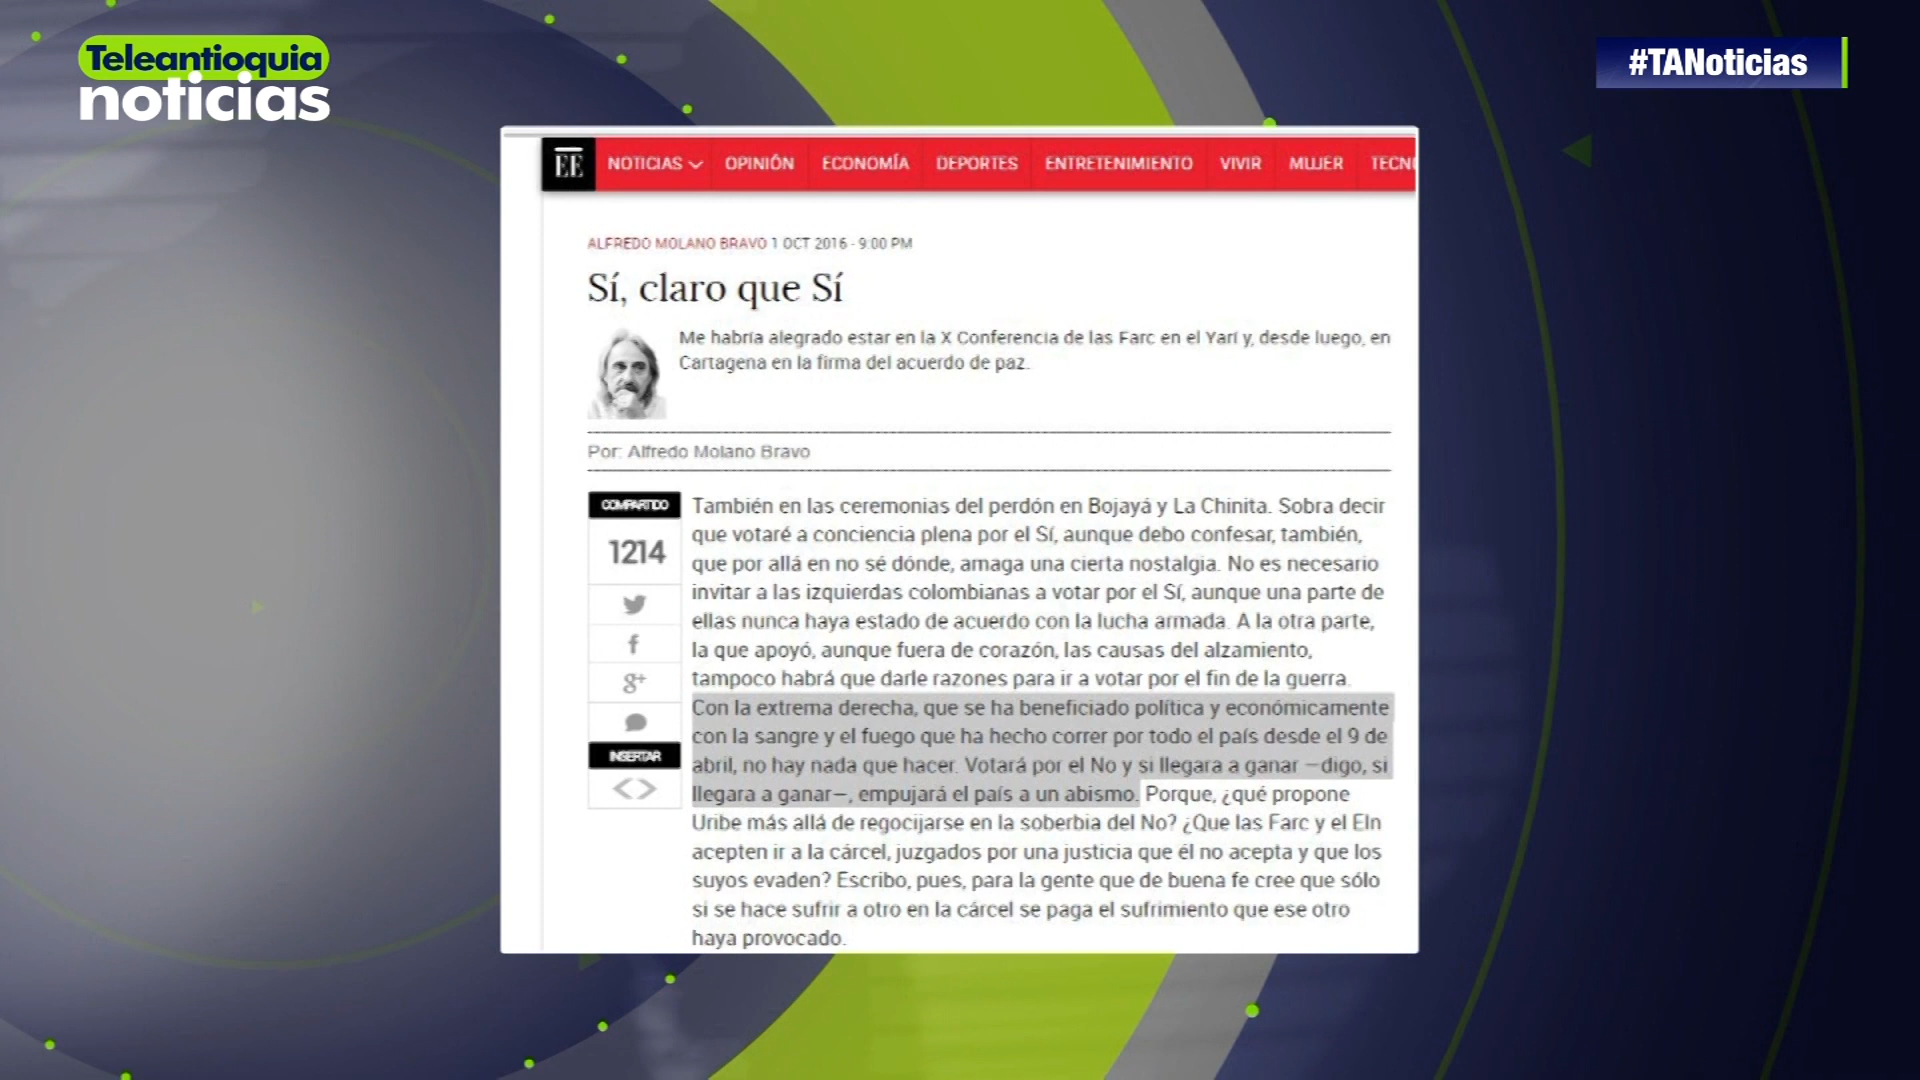 Teleantioquia
noticias
#TANoticias
EE
NOTICIAS OPINIÓN ECONOMÍA DEPORTES ENTRETENIMIENTO VIVIR MUJER TECN
ALFREDO MOLANO BRAVO 1 OCT 2016 - 9:00 PM
Sí, claro que Sí
Me habría alegrado estar en la X Conferencia de las Farc en el Yarí y, desde luego, en
Cartagena en la firma del acuerdo de paz.
Por: Alfredo Molano Bravo
COMPARTIDO
1214
g+
INSERTAR
También en las ceremonias del perdón en Bojayá y La Chinita. Sobra decir
que votaré a conciencia plena por el Sí, aunque debo confesar, también,
que por allá en no sé dónde, amaga una cierta nostalgia. No es necesario
invitar a las izquierdas colombianas a votar por el Sí, aunque una parte de
ellas nunca haya estado de acuerdo con la lucha armada. A la otra parte,
la que apoyó, aunque fuera de corazón, las causas del alzamiento,
tampoco habrá que darle razones para ir a votar por el fin de la guerra.
Con la extrema derecha, que se ha beneficiado política y económicamente
con la sangre y el fuego que ha hecho correr por todo el país desde el 9 de
abril, no hay nada que hacer. Votará por el No y si llegara a ganar —digo, si
llegara a ganar—, empujará el país a un abismo. Porque, ¿qué propone
Uribe más allá de regocijarse en la soberbia del No? ¿Que las Farc y el Eln
acepten ir a la cárcel, juzgados por una justicia que él no acepta y que los
suyos evaden? Escribo, pues, para la gente que de buena fe cree que sólo
si se hace sufrir a otro en la cárcel se paga el sufrimiento que ese otro
haya provocado.